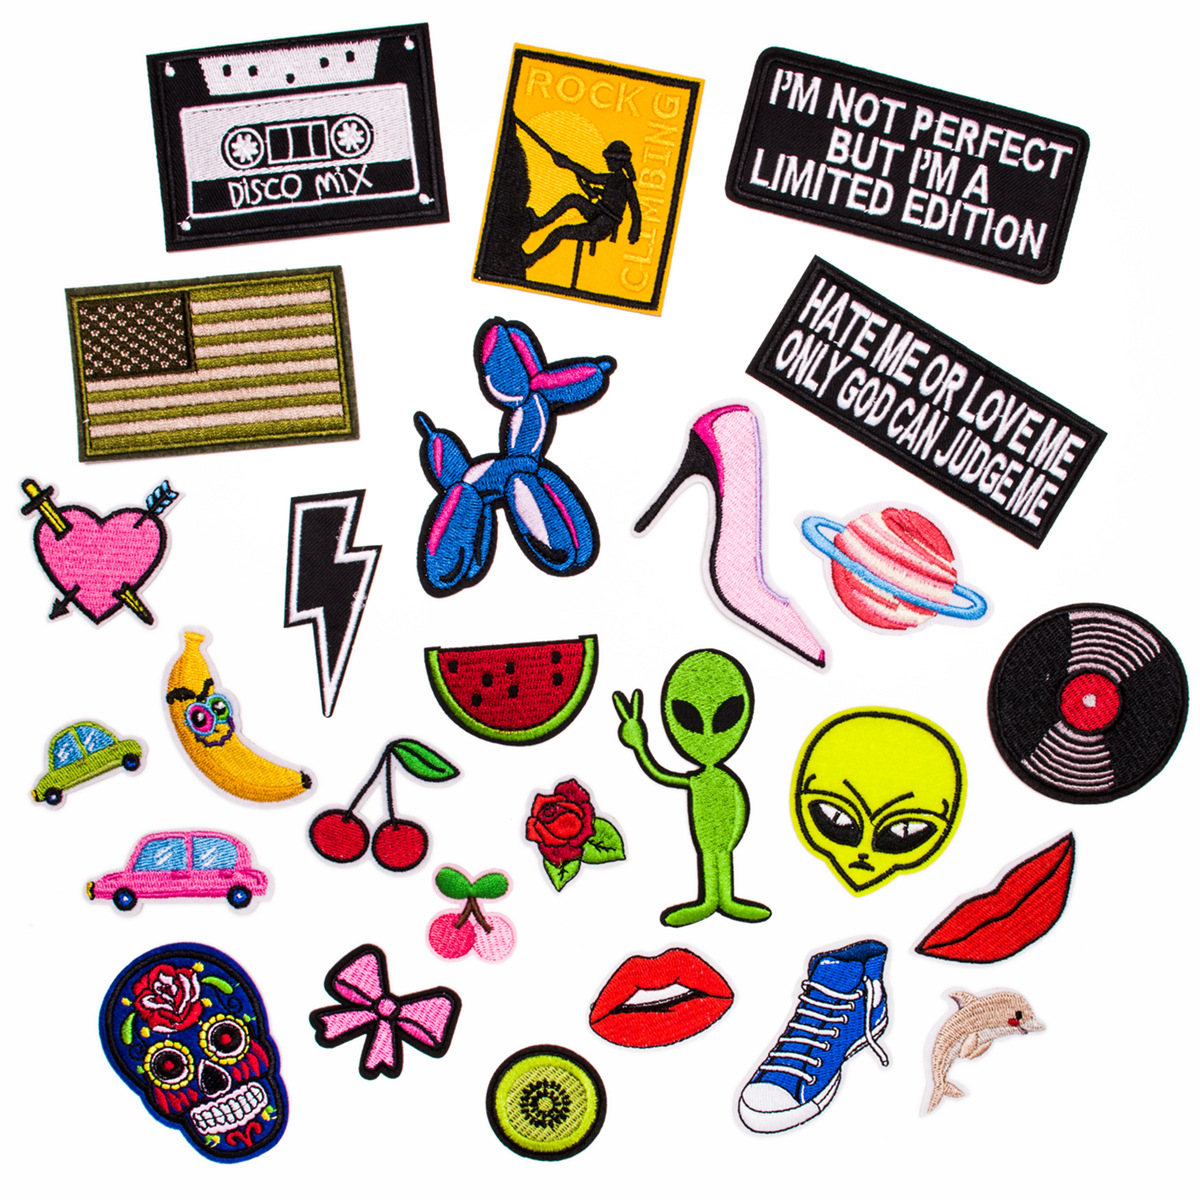 DISCO MIX
ROCK G
CLIMBING
I'M NOT PERFECT
BUT I'M A
LIMITED EDITION
HATE ME OR LOVE ME
ONLY GOD CAN JUDGE ME